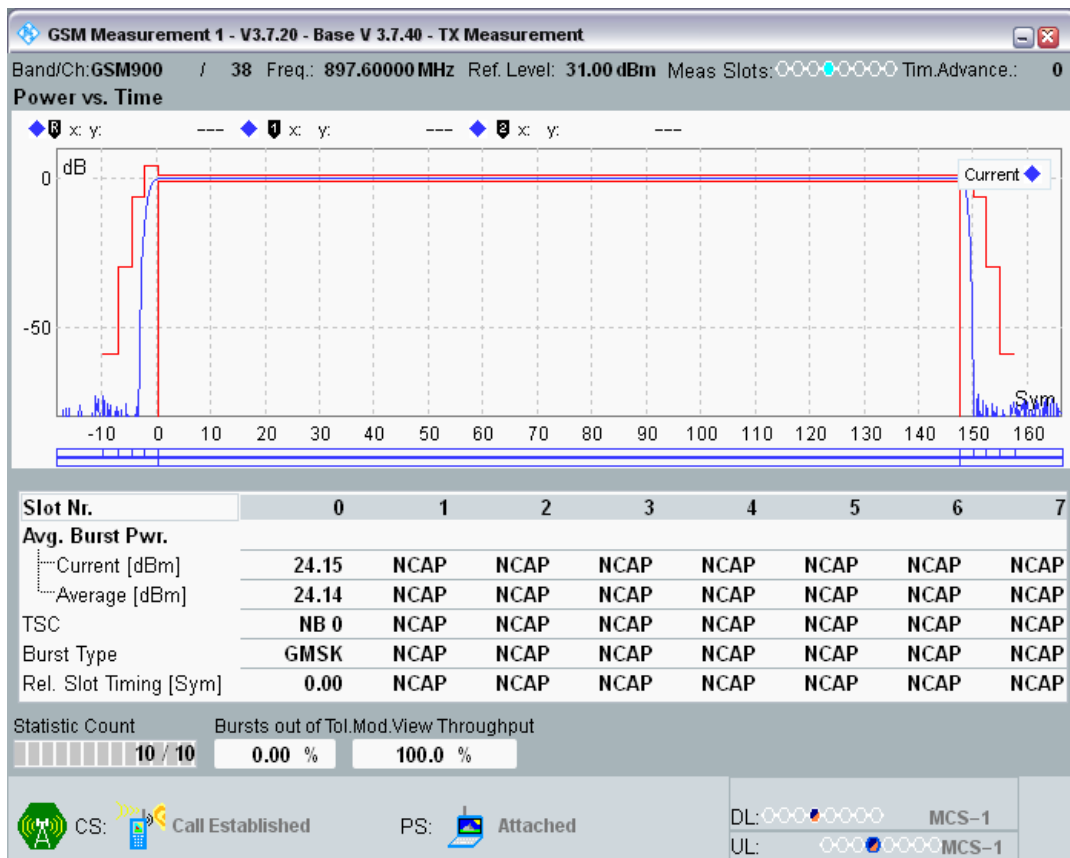 GSM Measurement 1 - V3.7.20 - Base V 3.7.40 - TX Measurement
Band/Ch:GSM900 / 38 Freq.: 897.60000 MHz Ref. Level: 31.00 dBm Meas Slots: Tim.Advance.: 0
Power vs. Time
R x: y: --- 1 x: y: --- 2 x: y: ---
dB
Current
0
-50
Sym
-10 0 10 20 30 40 50 60 70 80 90 100 110 120 130 140 150 160
Slot Nr. 0 1 2 3 4 5 6 7
Avg. Burst Pwr.
Current [dBm] 24.15 NCAP NCAP NCAP NCAP NCAP NCAP NCAP
Average [dBm] 24.14 NCAP NCAP NCAP NCAP NCAP NCAP NCAP
TSC NB 0 NCAP NCAP NCAP NCAP NCAP NCAP NCAP
Burst Type GMSK NCAP NCAP NCAP NCAP NCAP NCAP NCAP
Rel. Slot Timing [Sym] 0.00 NCAP NCAP NCAP NCAP NCAP NCAP NCAP
Statistic Count Bursts out of Tol.Mod.View Throughput
10 / 10 0.00 % 100.0 %
CS: Call Established PS: Attached
DL: MCS-1
UL: MCS-1